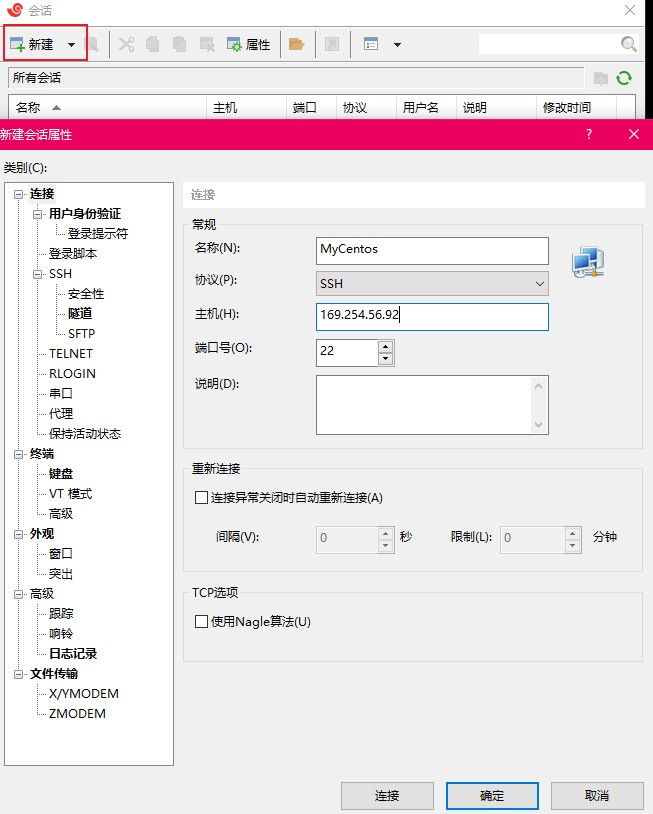 会话
新建 属性
所有会话
名称 主机 端口 协议 用户名 说明 修改时间
新建会话属性 ?
类别(C):
连接
用户身份验证
登录提示符
登录脚本
SSH
安全性
隧道
SFTP
TELNET
RLOGIN
串口
代理
保持活动状态
终端
键盘
VT 模式
高级
外观
窗口
突出
高级
跟踪
响铃
日志记录
文件传输
X/YMODEM
ZMODEM
连接
常规
名称(N): MyCentos
协议(P): SSH
主机(H): 169.254.56.92
端口号(O): 22
说明(D):
重新连接
连接异常关闭时自动重新连接(A)
间隔(V): 0 秒 限制(L): 0 分钟
TCP选项
使用Nagle算法(U)
连接 确定 取消